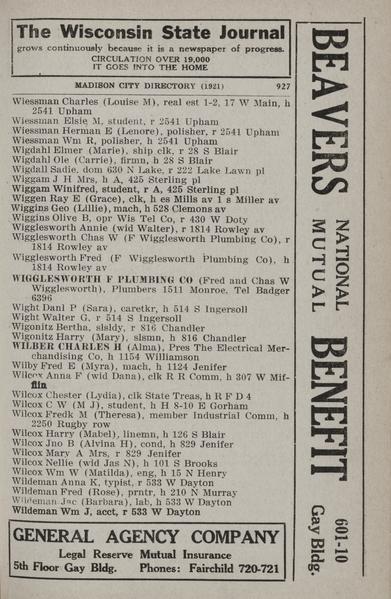 The Wisconsin State Journal
grows continuously because it is a newspaper of progress.
CIRCULATION OVER 19,000
IT GOES INTO THE HOME
MADISON CITY DIRECTORY (1921) 927
Wiessman Charles (Louise M), real est 1-2, 17 W Main, h
2541 Upham
Wiessman Elsie M, student, r 2541 Upham
Wiessman Herman E (Lenore), polisher, r 2541 Upham
Wiessman Wm R, polisher, h 2541 Upham
Wigdahl Elmer (Marie), ship clk, r 28 S Blair
Wigdahl Ole (Carrie), firmn, h 28 S Blair
Wigdall Sadie, dom 630 N Lake, r 222 Lake Lawn pl
Wiggam J H Mrs, h A, 425 Sterling pl
Wiggam Winifred, student, r A, 425 Sterling pl
Wiggen Ray E (Grace), clk, h es Mills av 1 s Miller av
Wiggins Geo (Lillie), mach, h 528 Clemons av
Wiggins Olive B, opr Wis Tel Co, r 430 W Doty
Wigglesworth Annie (wid Walter), r 1814 Rowley av
Wigglesworth Chas W (F Wigglesworth Plumbing Co), r
1814 Rowley av
Wigglesworth Fred (F Wigglesworth Plumbing Co), h
1814 Rowley av
WIGGLESWORTH F PLUMBING CO (Fred and Chas W
Wigglesworth), Plumbers 1511 Monroe, Tel Badger
6396
Wight Danl P (Sara), caretkr, h 514 S Ingersoll
Wight Walter G, r 514 S Ingersoll
Wigonitz Bertha, slsldy, r 816 Chandler
Wigonitz Harry (Mary), slsmn, h 816 Chandler
WILBER CHARLES H (Alma), Pres The Electrical Mer-
chandising Co, h 1154 Williamson
Wilby Fred E (Myra), mach, h 1124 Jenifer
Wilcox Anna F (wid Dana), clk R R Comm, h 307 W Mif-
flin
Wilcox Chester (Lydia), clk Stat Treas, h R F D 4
Wilcox C W (M J), student, h H 8-10 E Gorham
Wilcox Fredk M (Theresa), member Industrial Comm, h
2250 Rugby row
Wilcox Harry (Mabel), linemn, h 126 S Blair
Wilcox Jno B (Alvina H), cond, h 829 Jenifer
Wilcox Mary A Mrs, r 829 Jenifer
Wilcox Nellie (wid Jas N), h 101 S Brooks
Wilcox Wm W (Matilda), eng, h 15 N Henry
Wildeman Anna K, typist, r 533 W Dayton
Wildeman Fred (Rose), prntr, h 210 N Murray
Wildeman Jac (Barbara), lab, h 533 W Dayton
Wildeman Wm J, acct, r 533 W Dayton
GENERAL AGENCY COMPANY
Legal Reserve Mutual Insurance
5th Floor Gay Bldg. Phones: Fairchild 720-721
BEAVERS NATIONAL MUTUAL BENEFIT
601-10
Gay Bldg.